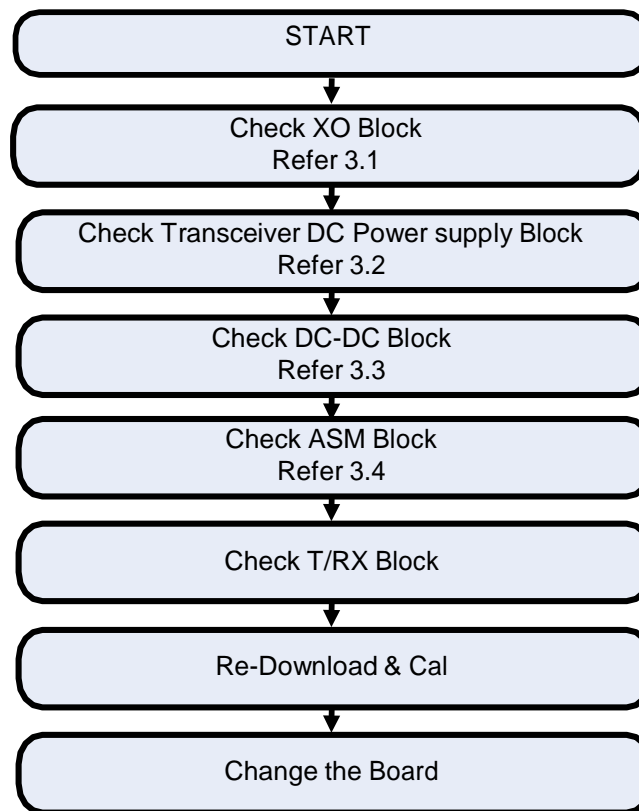 START
Check XO Block
Refer 3.1
Check Transceiver DC Power supply Block
Refer 3.2
Check DC-DC Block
Refer 3.3
Check ASM Block
Refer 3.4
Check T/RX Block
Re-Download & Cal
Change the Board